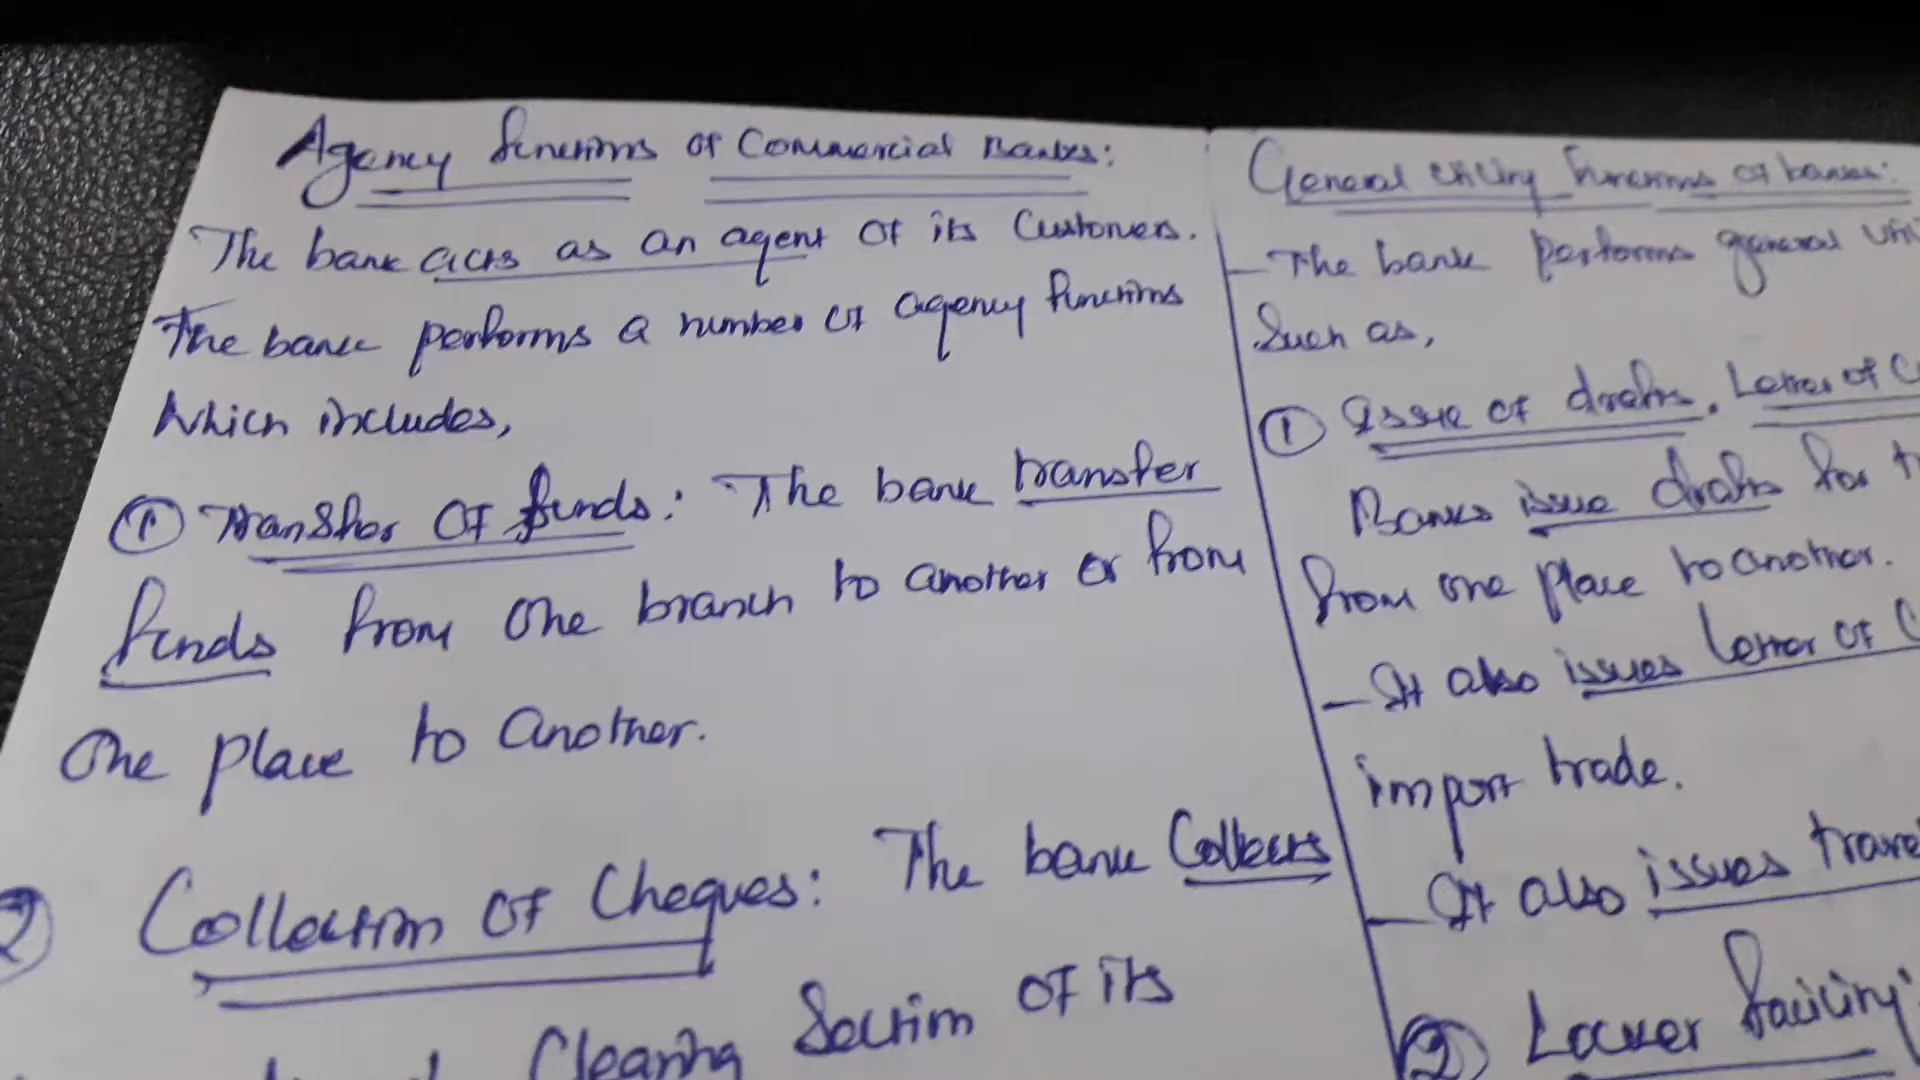 Agency functions of Commercial Banks:
The bank acts as an agent of its Customers.
The bank performs a number of agency functions
Which includes,
① Transfer of funds: The bank transfer
funds from one branch to another or from
one place to another.
② Collection of Cheques: The bank Collects
Clearing Section of its
General utility functions of banks:
- The bank performs general
Such as,
① Issue of drafts, Letter of
Banks issue drafts for
from one place to another.
- It also issues letter of
import trade.
- It also issues
② Locker facility: